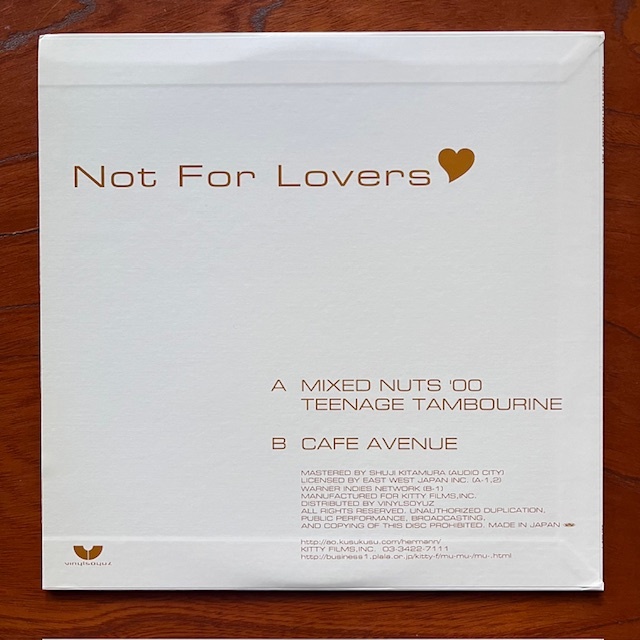 Not For Lovers
A MIXED NUTS '00
TEENAGE TAMBOURINE
B CAFE AVENUE
MASTERED BY SHUJI KITAMURA (AUDIO CITY)
LICENSED BY EAST WEST JAPAN INC. (A-1,2)
WARNER INDIES NETWORK (B-1)
MANUFACTURED FOR KITTY FILMS,INC.
DISTRIBUTED BY VINYLSOYUZ
ALL RIGHTS RESERVED. UNAUTHORIZED DUPLICATION,
PUBLIC PERFORMANCE, BROADCASTING,
AND COPYING OF THIS DISC PROHIBITED. MADE IN JAPAN
http://ao.kusukusu.com/hermann/
KITTY FILMS,INC. 03-3422-7111
http://business1.plala.or.jp/kitty-f/mu-mu-/mu-.html
vinylsoyuz